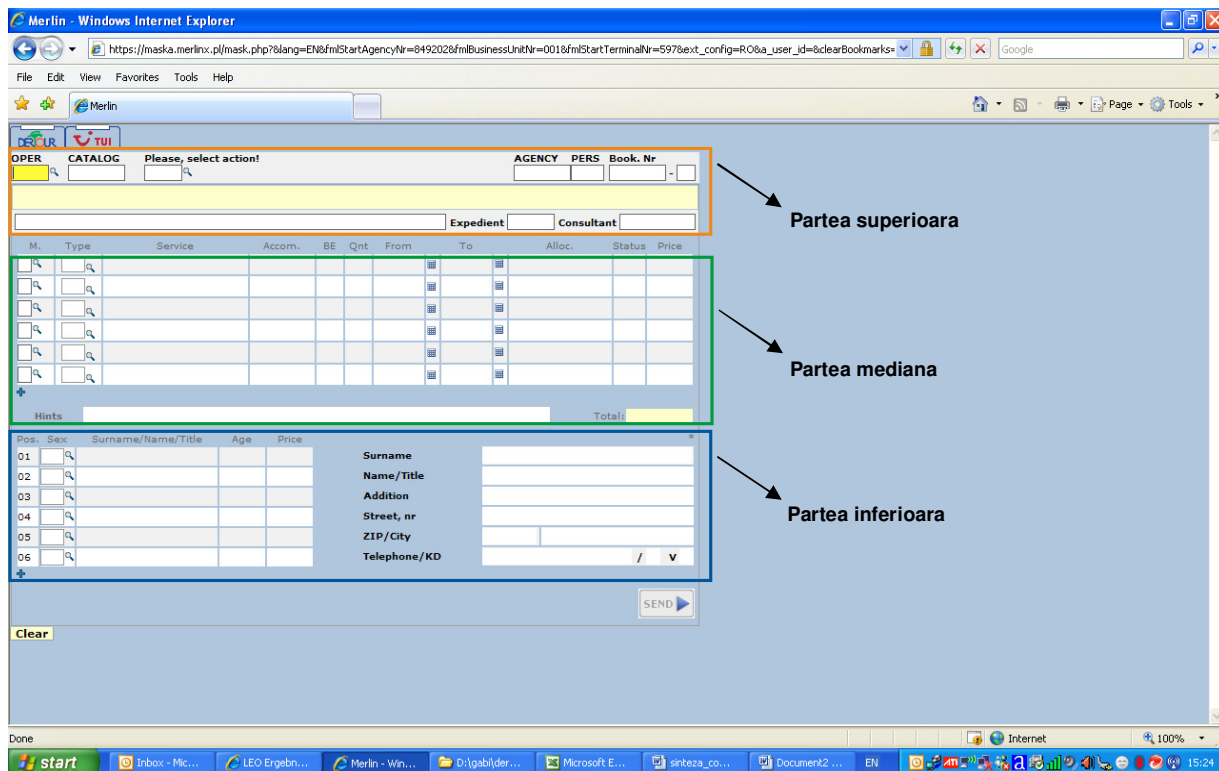 Merlin - Windows Internet Explorer
https://maska.merlinx.pl/mask.php?&lang=EN&fmlStartAgencyNr=849202&fmlBusinessUnitNr=001&fmlStartTerminalNr=597&ext_config=RO&a_user_id=&clearBookmarks=
Google
File Edit View Favorites Tools Help
Merlin
Page Tools
DERTOUR TUI
OPER CATALOG Please, select action! AGENCY PERS Book. Nr
-
Partea superioara
Expedient Consultant
M. Type Service Accom. BE Qnt From To Alloc. Status Price
Partea mediana
Hints Total:
Pos. Sex Surname/Name/Title Age Price *
01 Surname
02 Name/Title
03 Addition
04 Street, nr
Partea inferioara
05 ZIP/City
06 Telephone/KD / v
SEND
Clear
Done Internet 100%
start Inbox - Mic... LEO Ergebn... Merlin - Win... D:\gabi\der... Microsoft E... sinteza_co... Document2 ... EN 15:24